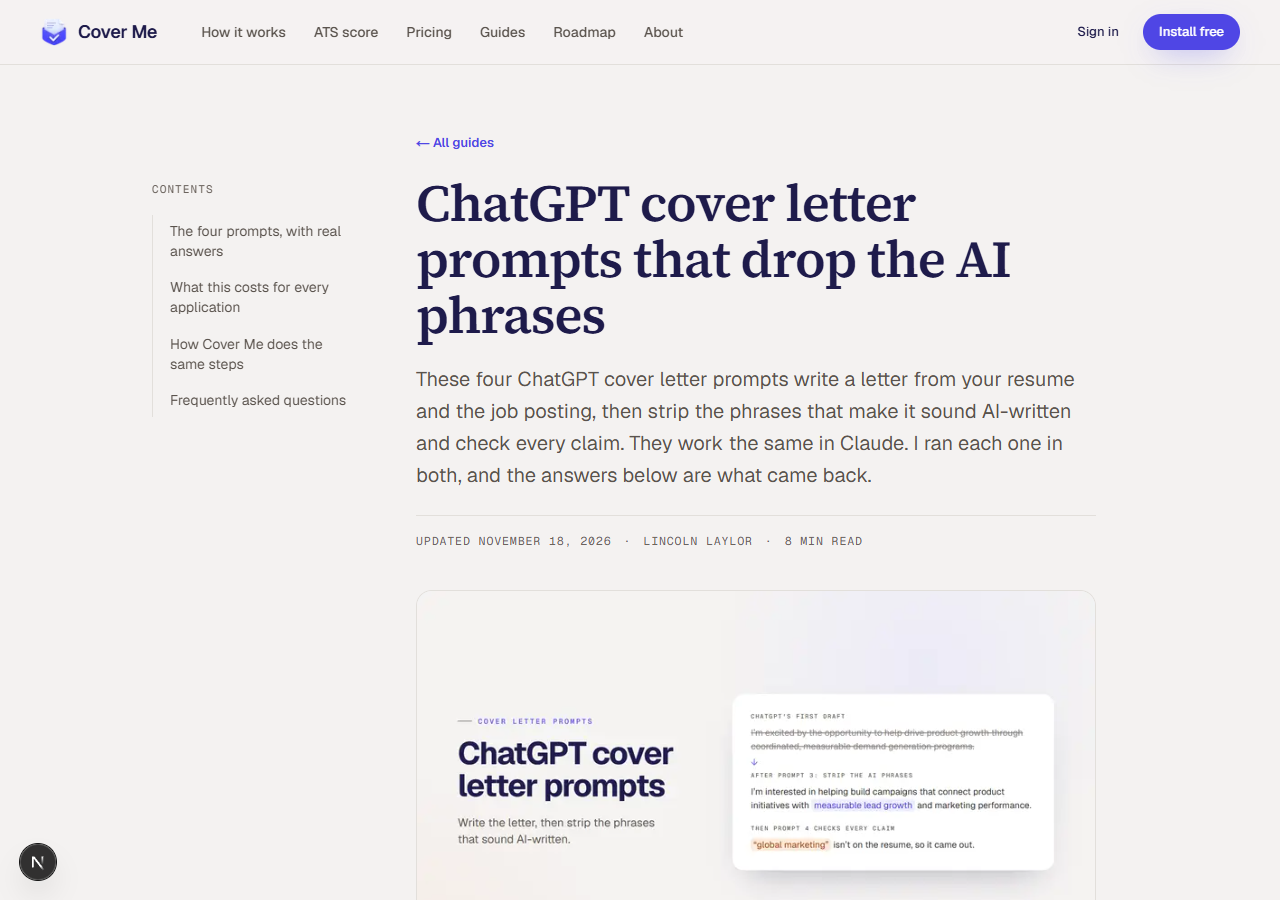 Cover Me
How it works
ATS score
Pricing
Guides
Roadmap
About
Sign in
Install free
← All guides
CONTENTS
The four prompts, with real
answers
What this costs for every
application
How Cover Me does the
same steps
Frequently asked questions
ChatGPT cover letter
prompts that drop the AI
phrases
These four ChatGPT cover letter prompts write a letter from your resume
and the job posting, then strip the phrases that make it sound AI-written
and check every claim. They work the same in Claude. I ran each one in
both, and the answers below are what came back.
UPDATED NOVEMBER 18, 2026 · LINCOLN LAYLOR · 8 MIN READ
COVER LETTER PROMPTS
ChatGPT cover
letter prompts
Write the letter, then strip the phrases
that sound AI-written.
CHATGPT'S FIRST DRAFT
I'm excited by the opportunity to help drive product growth through
coordinated, measurable demand generation programs.
↓
AFTER PROMPT 3: STRIP THE AI PHRASES
I'm interested in helping build campaigns that connect product
initiatives with measurable lead growth and marketing performance.
THEN PROMPT 4 CHECKS EVERY CLAIM
"global marketing" isn't on the resume, so it came out.
N